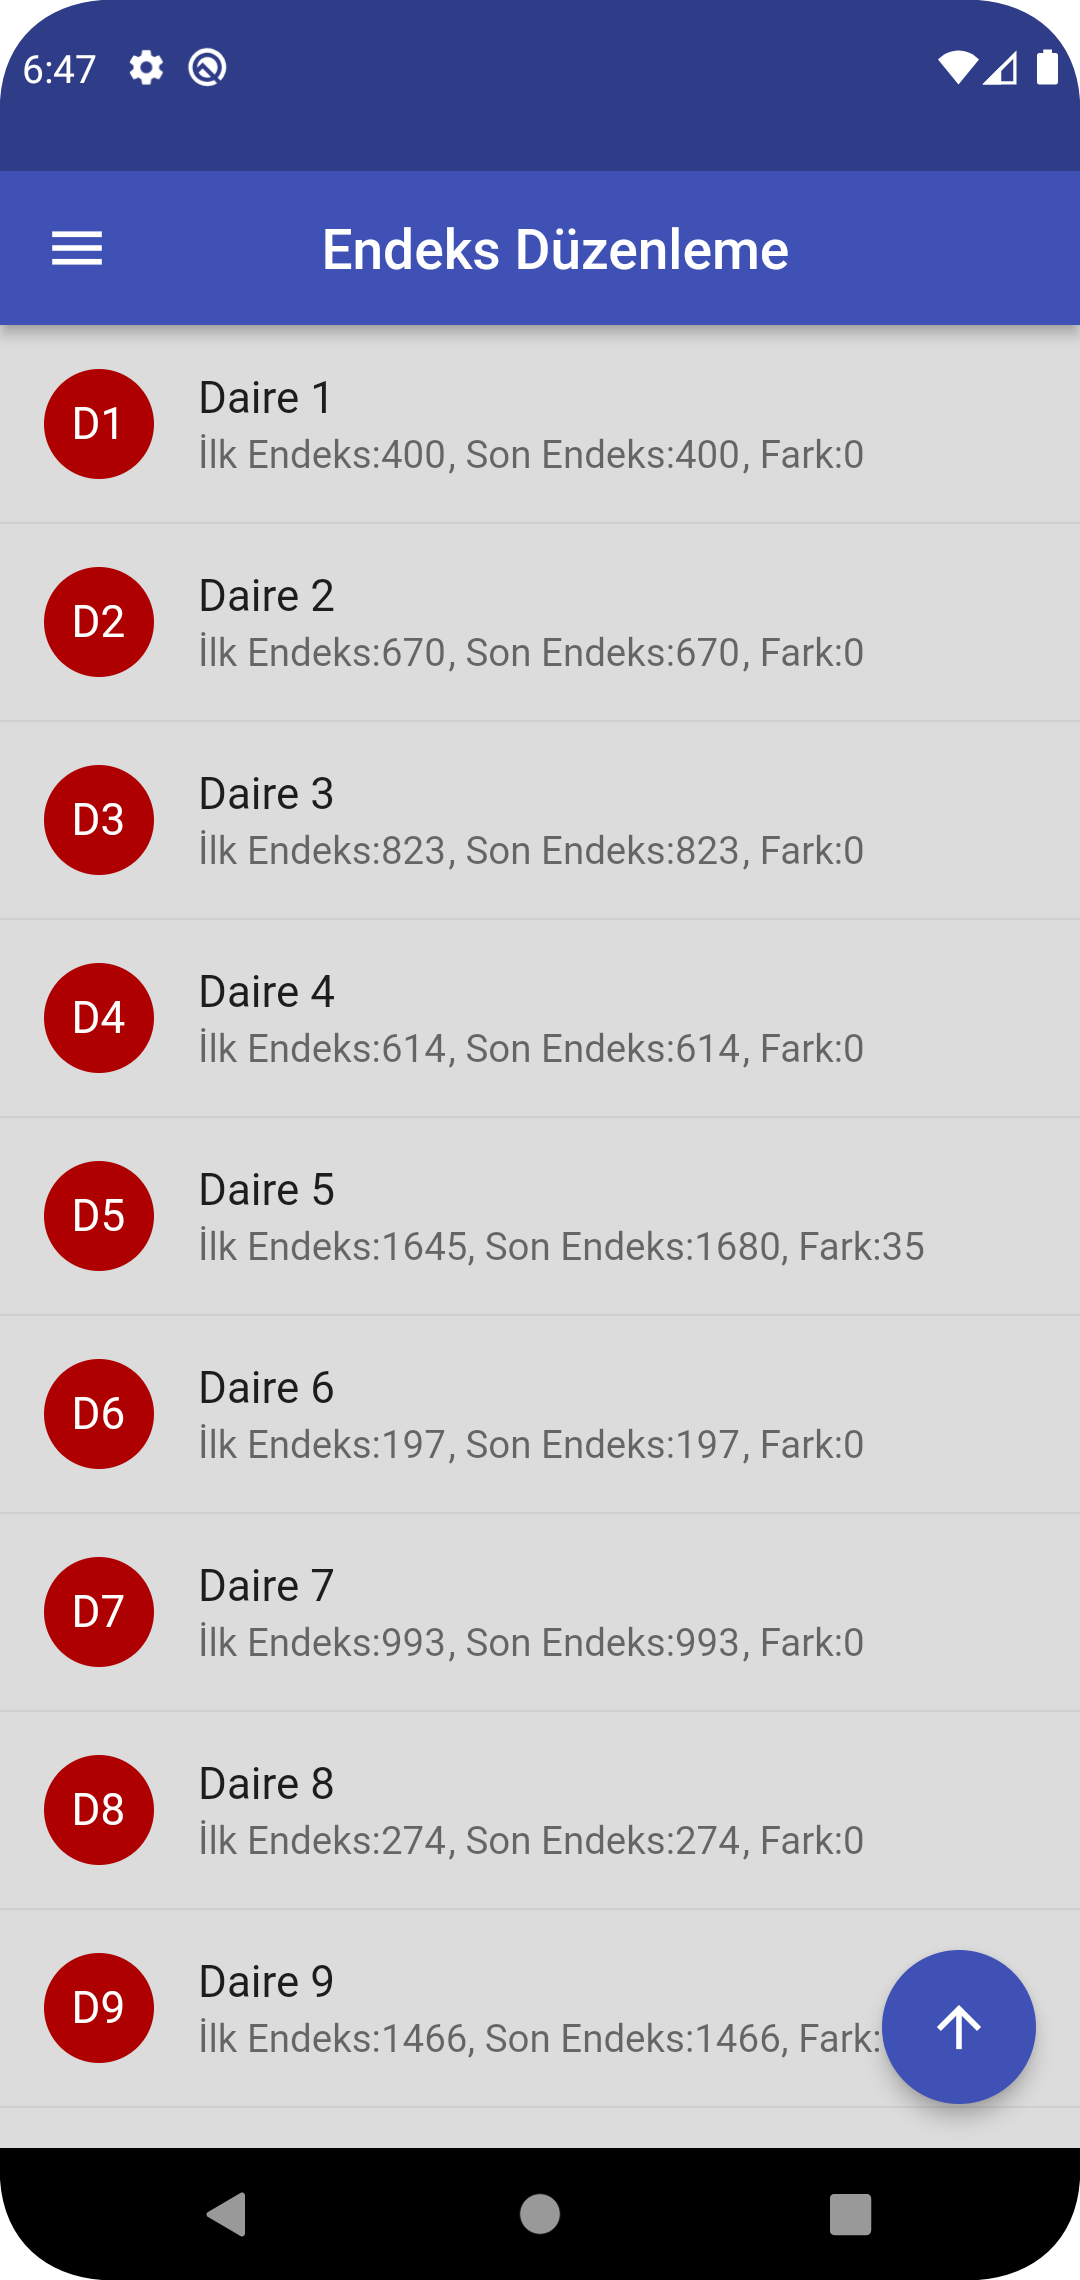 6:47
Endeks Düzenleme
D1
Daire 1
İlk Endeks:400, Son Endeks:400, Fark:0
D2
Daire 2
İlk Endeks:670, Son Endeks:670, Fark:0
D3
Daire 3
İlk Endeks:823, Son Endeks:823, Fark:0
D4
Daire 4
İlk Endeks:614, Son Endeks:614, Fark:0
D5
Daire 5
İlk Endeks:1645, Son Endeks:1680, Fark:35
D6
Daire 6
İlk Endeks:197, Son Endeks:197, Fark:0
D7
Daire 7
İlk Endeks:993, Son Endeks:993, Fark:0
D8
Daire 8
İlk Endeks:274, Son Endeks:274, Fark:0
D9
Daire 9
İlk Endeks:1466, Son Endeks:1466, Fark: